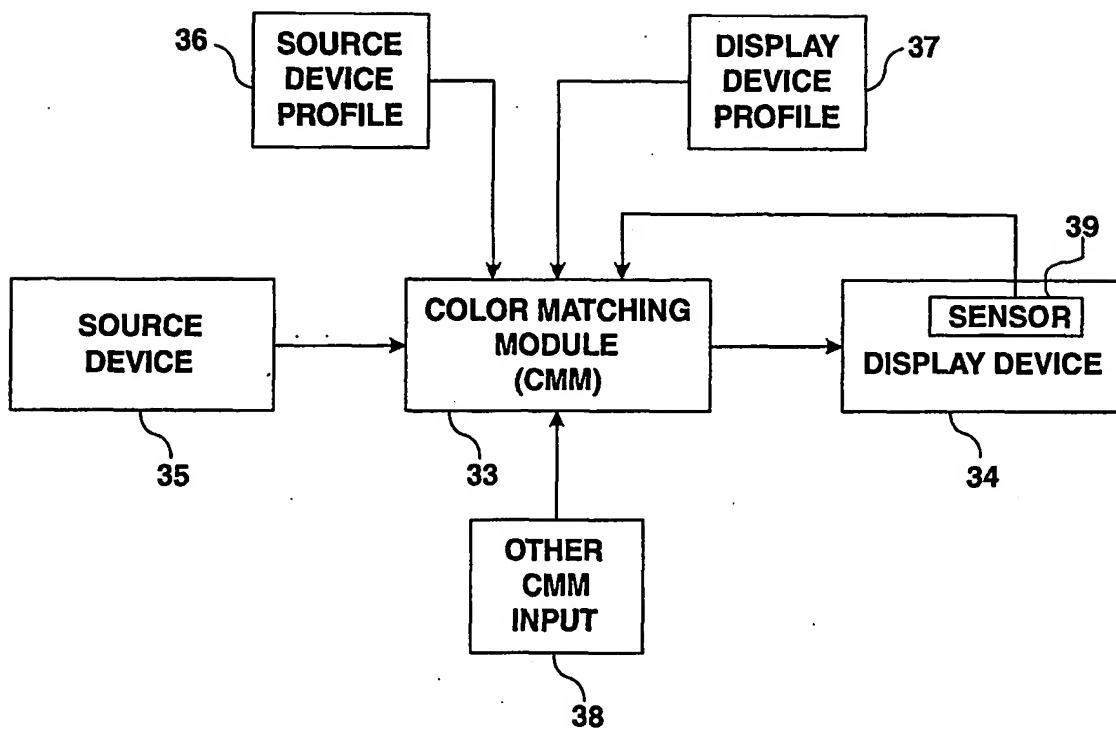 36
SOURCE
DEVICE
PROFILE
DISPLAY
DEVICE
PROFILE
37
39
SOURCE
DEVICE
COLOR MATCHING
MODULE
(CMM)
SENSOR
DISPLAY DEVICE
35
33
34
OTHER
CMM
INPUT
38